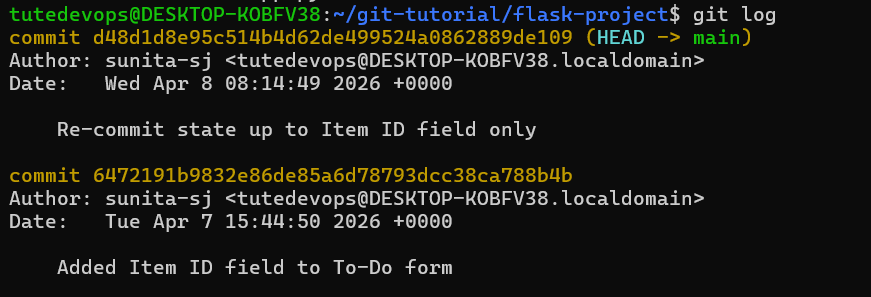 tutedevops@DESKTOP-KOBFV38:~/git-tutorial/flask-project$ git log
commit d48d1d8e95c514b4d62de499524a0862889de109 (HEAD -> main)
Author: sunita-sj <tutedevops@DESKTOP-KOBFV38.localdomain>
Date:   Wed Apr 8 08:14:49 2026 +0000

    Re-commit state up to Item ID field only

commit 6472191b9832e86de85a6d78793dcc38ca788b4b
Author: sunita-sj <tutedevops@DESKTOP-KOBFV38.localdomain>
Date:   Tue Apr 7 15:44:50 2026 +0000

    Added Item ID field to To-Do form